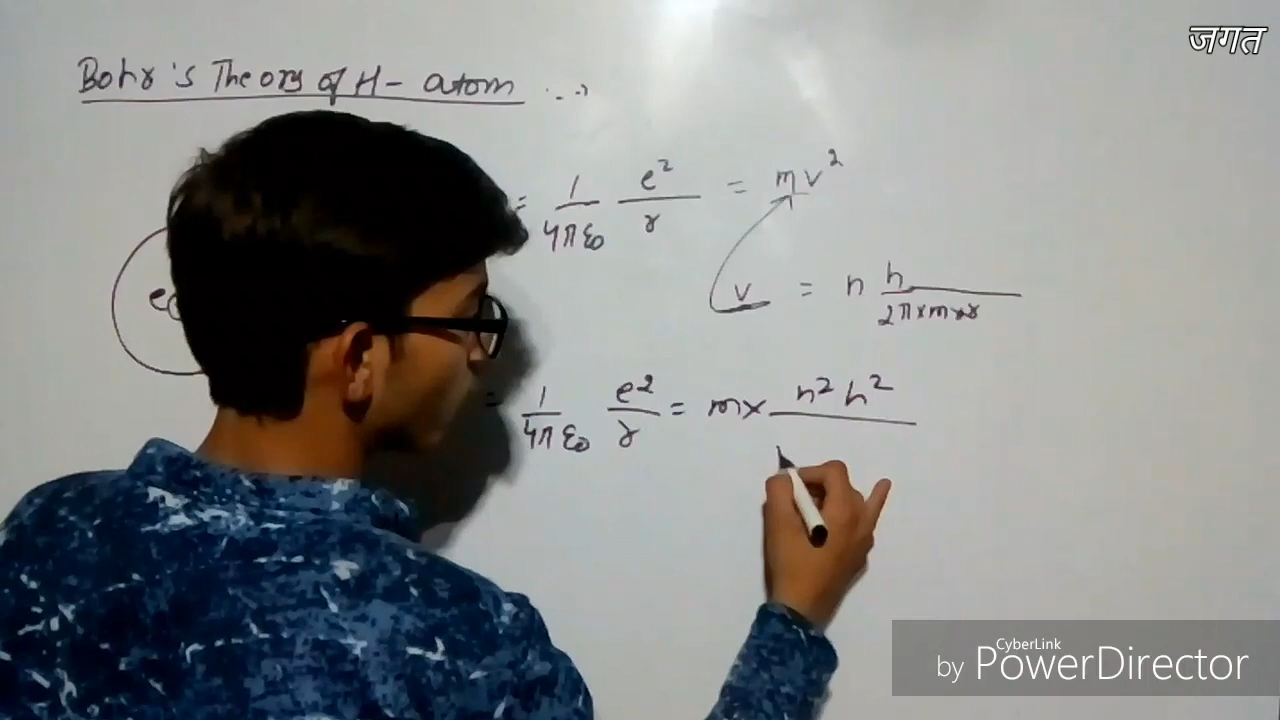 जगत
Bohr's Theory of H- atom :-
= 1/4πε₀ e²/r = mv²
v = n h/2π×m×r
e
= 1/4πε₀ e²/r = m× n²h²
CyberLink
by PowerDirector